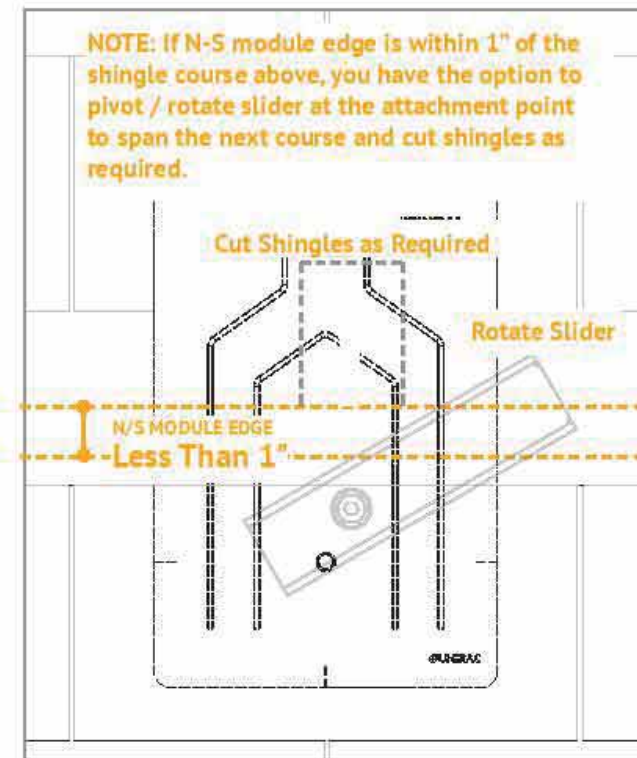 NOTE: If N-S module edge is within 1" of the
shingle course above, you have the option to
pivot / rotate slider at the attachment point
to span the next course and cut shingles as
required.
Cut Shingles as Required
Rotate Slider
N/S MODULE EDGE
Less Than 1"
UNIRAC